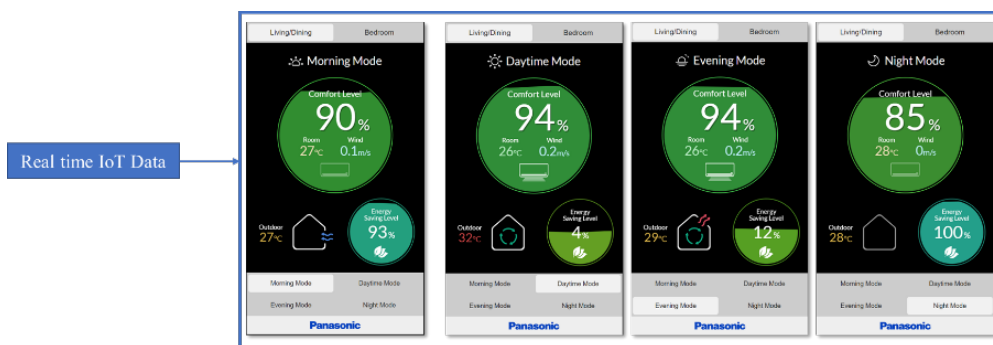 Real time IoT Data
Living/Dining Bedroom
Morning Mode
Comfort Level
90%
Room Wind
27℃ 0.1m/s
Outdoor
27℃
Energy
Saving Level
93%
Morning Mode Daytime Mode
Evening Mode Night Mode
Panasonic
Living/Dining Bedroom
Daytime Mode
Comfort Level
94%
Room Wind
26℃ 0.2m/s
Outdoor
32℃
Energy
Saving Level
4%
Morning Mode Daytime Mode
Evening Mode Night Mode
Panasonic
Living/Dining Bedroom
Evening Mode
Comfort Level
94%
Room Wind
26℃ 0.2m/s
Outdoor
29℃
Energy
Saving Level
12%
Morning Mode Daytime Mode
Evening Mode Night Mode
Panasonic
Living/Dining Bedroom
Night Mode
Comfort Level
85%
Room Wind
28℃ 0m/s
Outdoor
28℃
Energy
Saving Level
100%
Morning Mode Daytime Mode
Evening Mode Night Mode
Panasonic